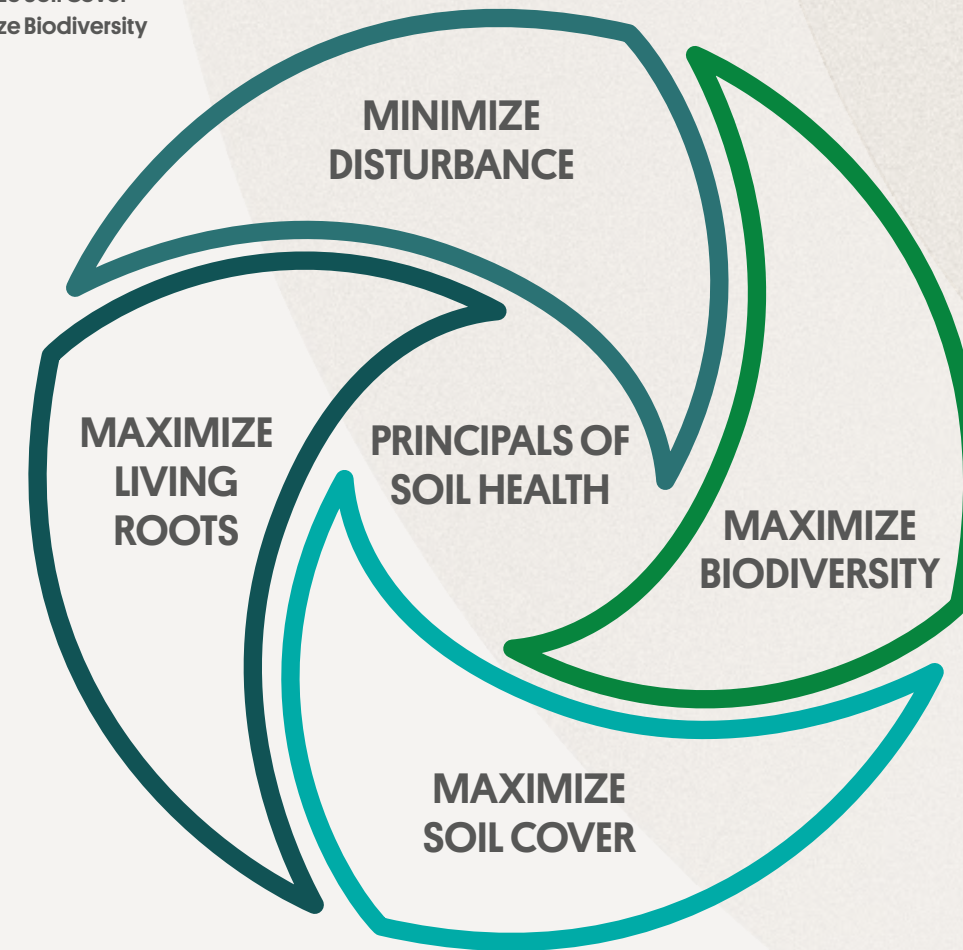 ze Biodiversity
MINIMIZE
DISTURBANCE
MAXIMIZE
LIVING
ROOTS
PRINCIPALS OF
SOIL HEALTH
MAXIMIZE
BIODIVERSITY
MAXIMIZE
SOIL COVER